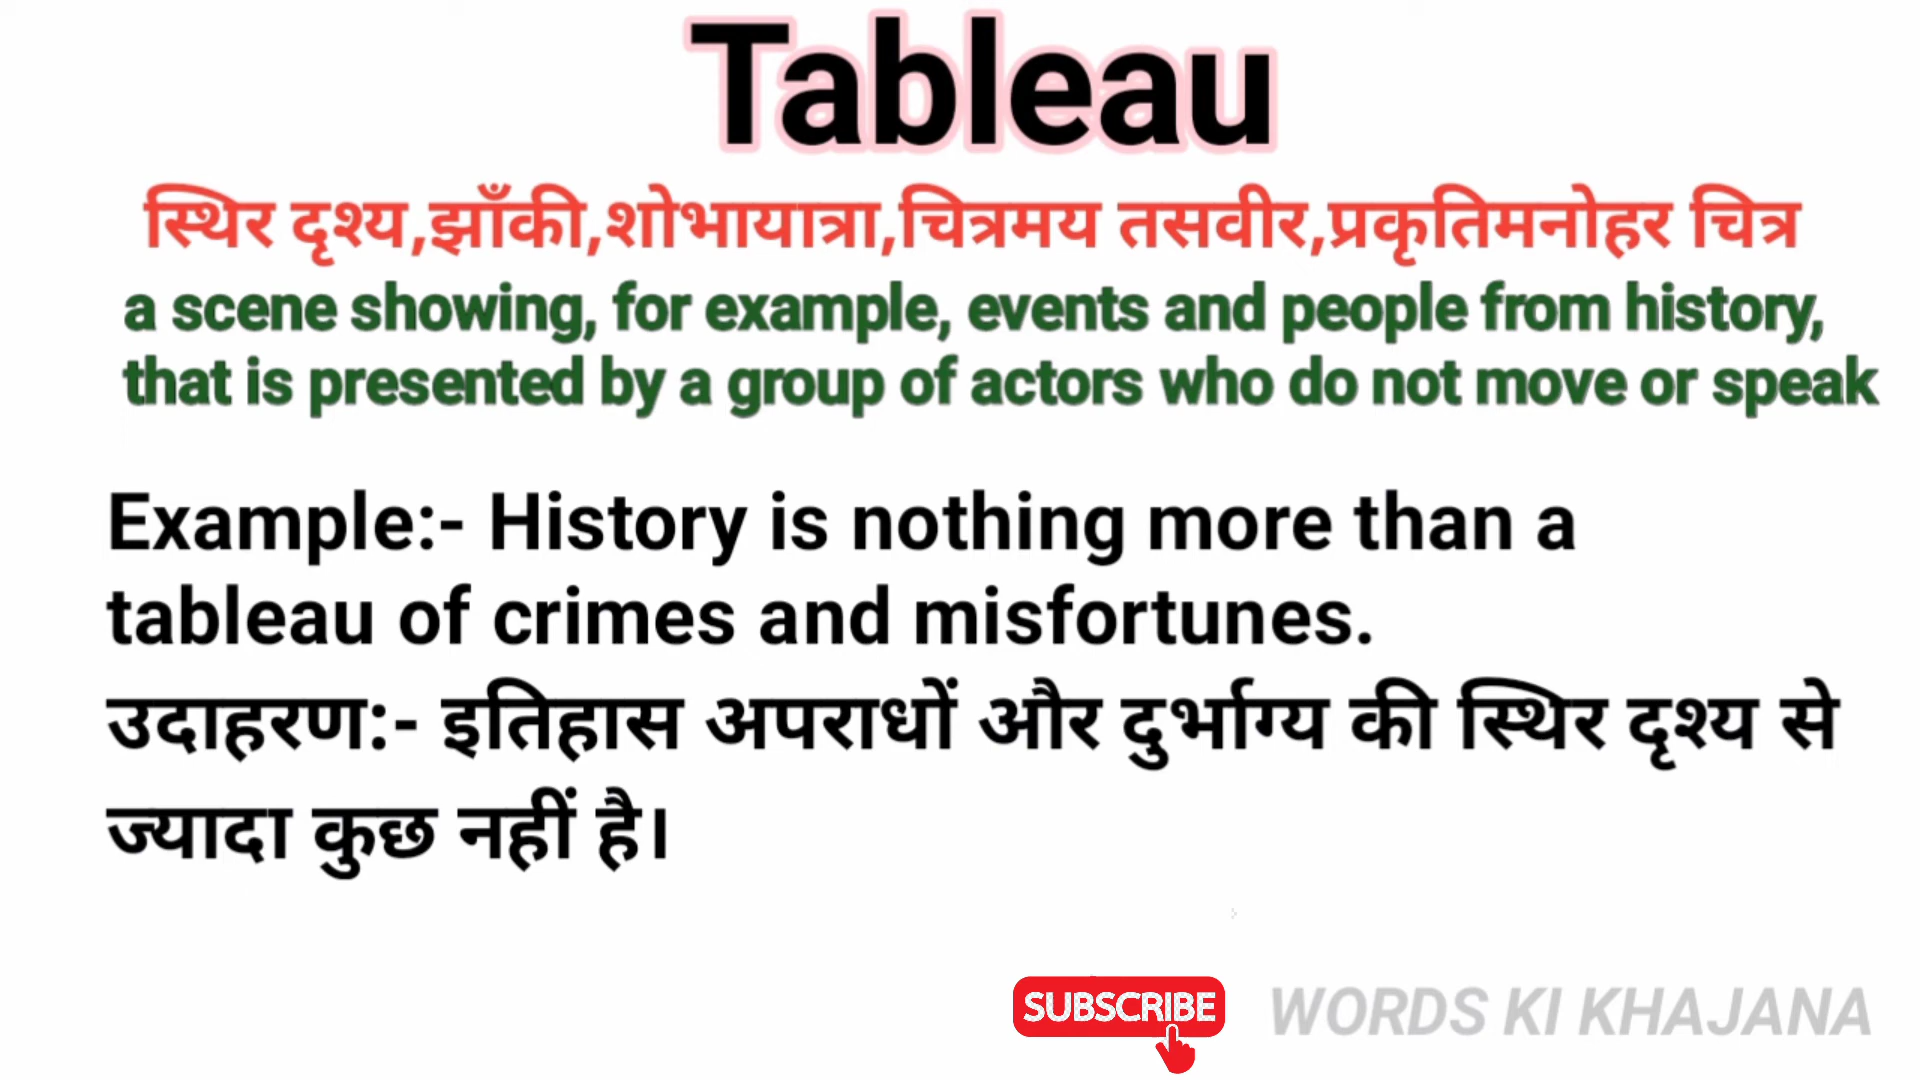 Tableau
स्थिर दृश्य,झाँकी,शोभायात्रा,चित्रमय तसवीर,प्रकृतिमनोहर चित्र
a scene showing, for example, events and people from history,
that is presented by a group of actors who do not move or speak
Example:- History is nothing more than a
tableau of crimes and misfortunes.
उदाहरण:- इतिहास अपराधों और दुर्भाग्य की स्थिर दृश्य से
ज्यादा कुछ नहीं है।
SUBSCRIBE
WORDS KI KHAJANA